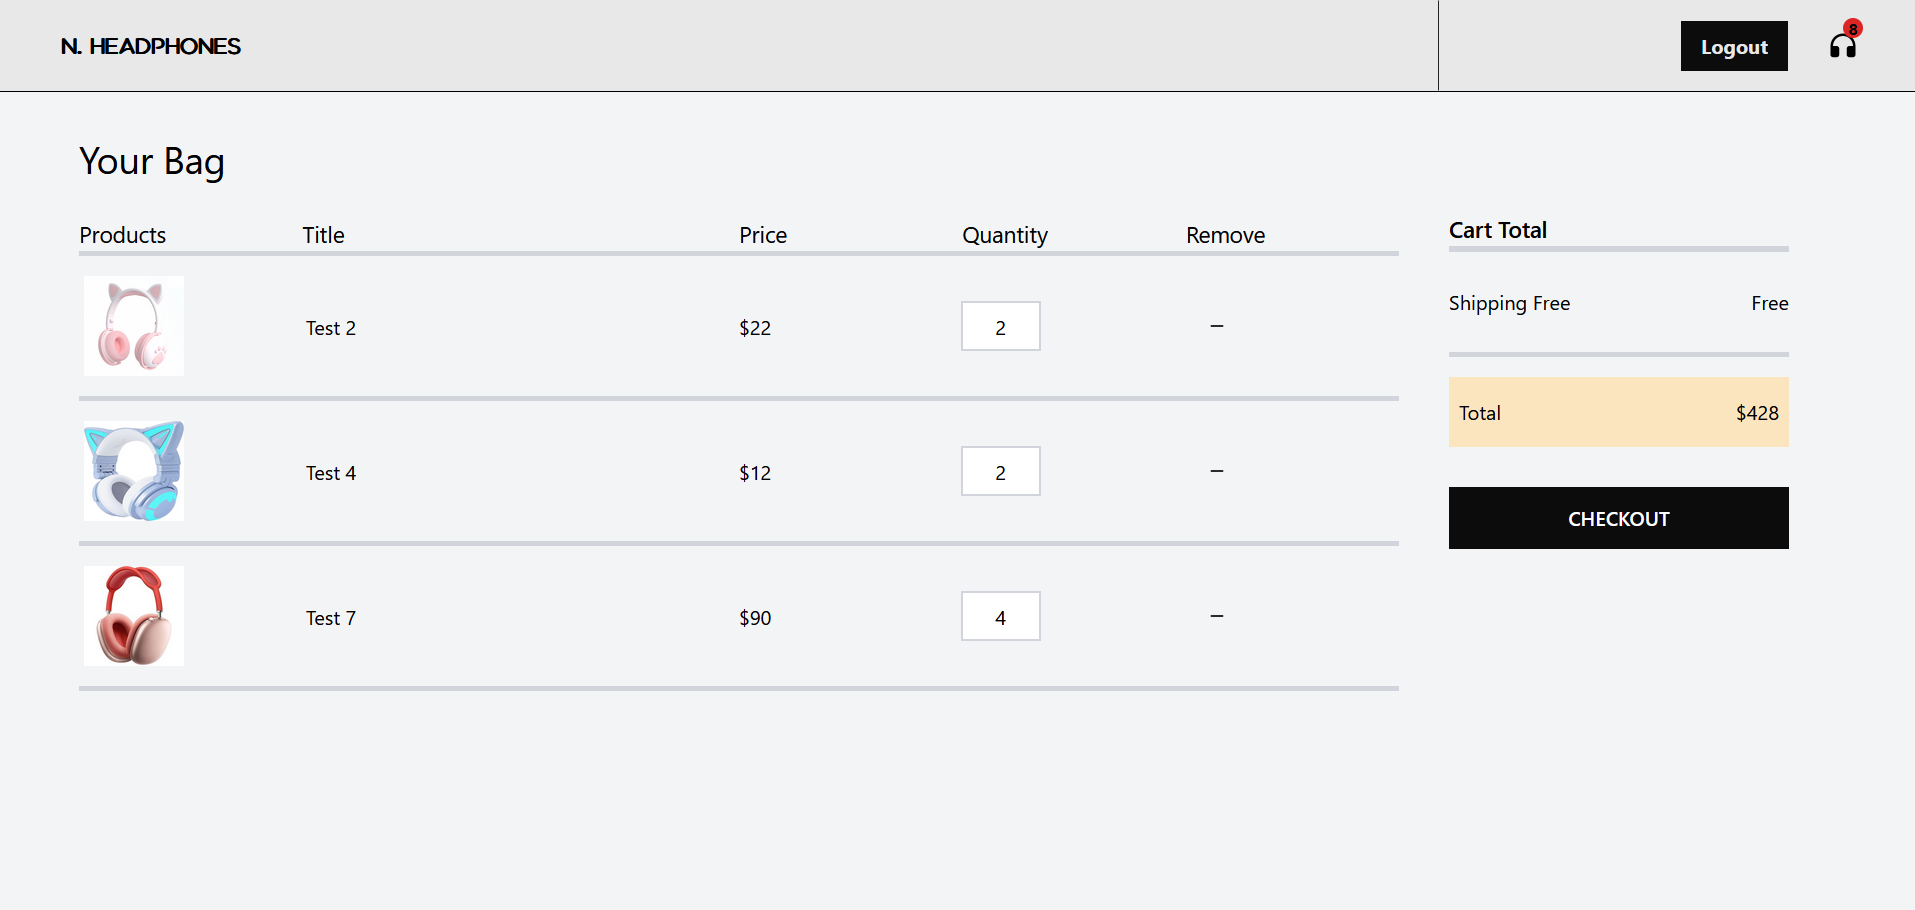 N. HEADPHONES
Logout
8
Your Bag
Products Title Price Quantity Remove
Test 2 $22 2 −
Test 4 $12 2 −
Test 7 $90 4 −
Cart Total
Shipping Free Free
Total $428
CHECKOUT